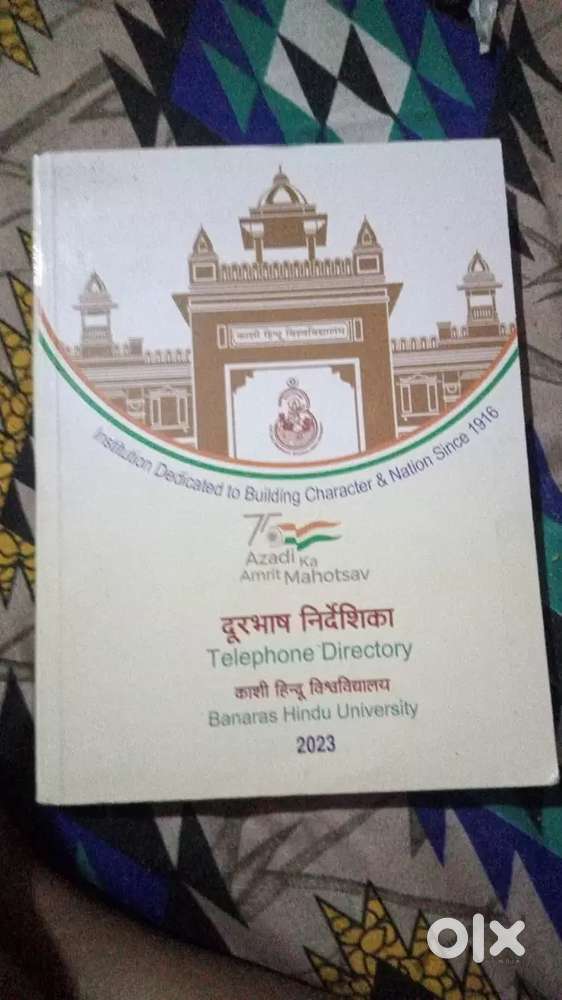 काशी हिन्दू विश्वविद्यालय
Institution Dedicated to Building Character & Nation Since 1916
75
Azadi Ka
Amrit Mahotsav
दूरभाष निर्देशिका
Telephone Directory
काशी हिन्दू विश्वविद्यालय
Banaras Hindu University
2023
olx
INDIA